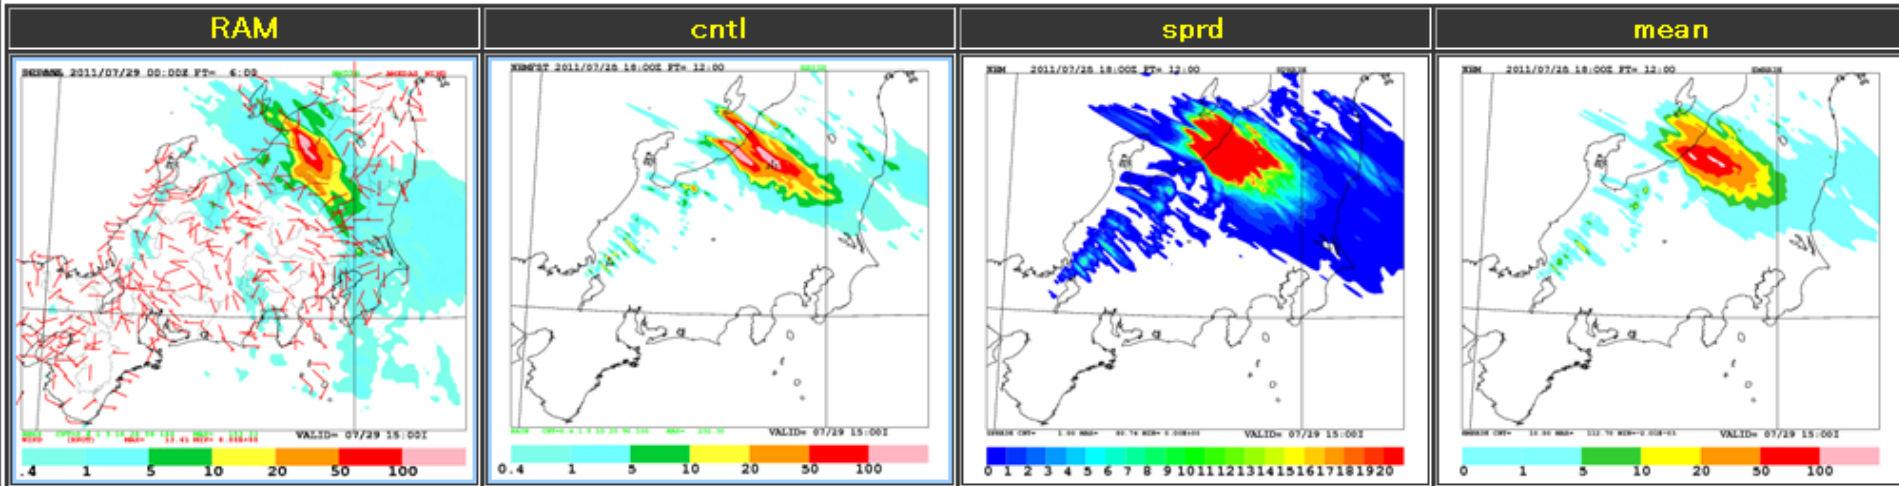 RAM
cntl
sprd
mean
2011/07/29 00:00Z FT= 6:00
2011/07/28 18:00Z FT= 12:00
NHM 2011/07/28 18:00Z FT= 12:00
NHM 2011/07/28 18:00Z FT= 12:00
VALID= 07/29 15:00I
VALID= 07/29 15:00I
VALID= 07/29 15:00I
VALID= 07/29 15:00I
.4 1 5 10 20 50 100
0.4 1 5 10 20 50 100
0 1 2 3 4 5 6 7 8 9 10 11 12 13 14 15 16 17 18 19 20
0 1 5 10 20 50 100